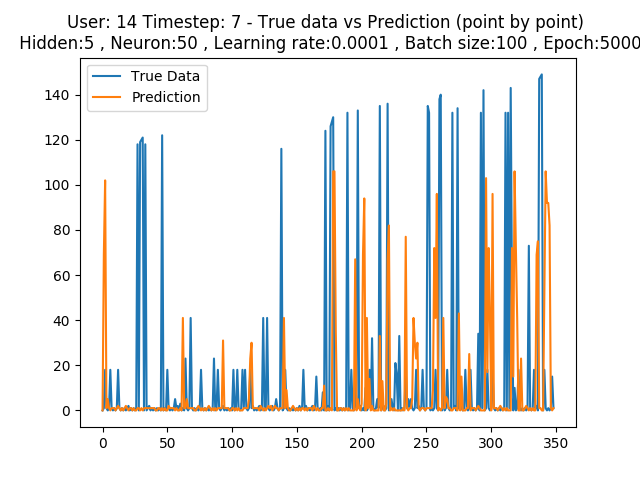 User: 14 Timestep: 7 - True data vs Prediction (point by point)
Hidden:5 , Neuron:50 , Learning rate:0.0001 , Batch size:100 , Epoch:5000
True Data
Prediction
140
120
100
80
60
40
20
0
0 50 100 150 200 250 300 350